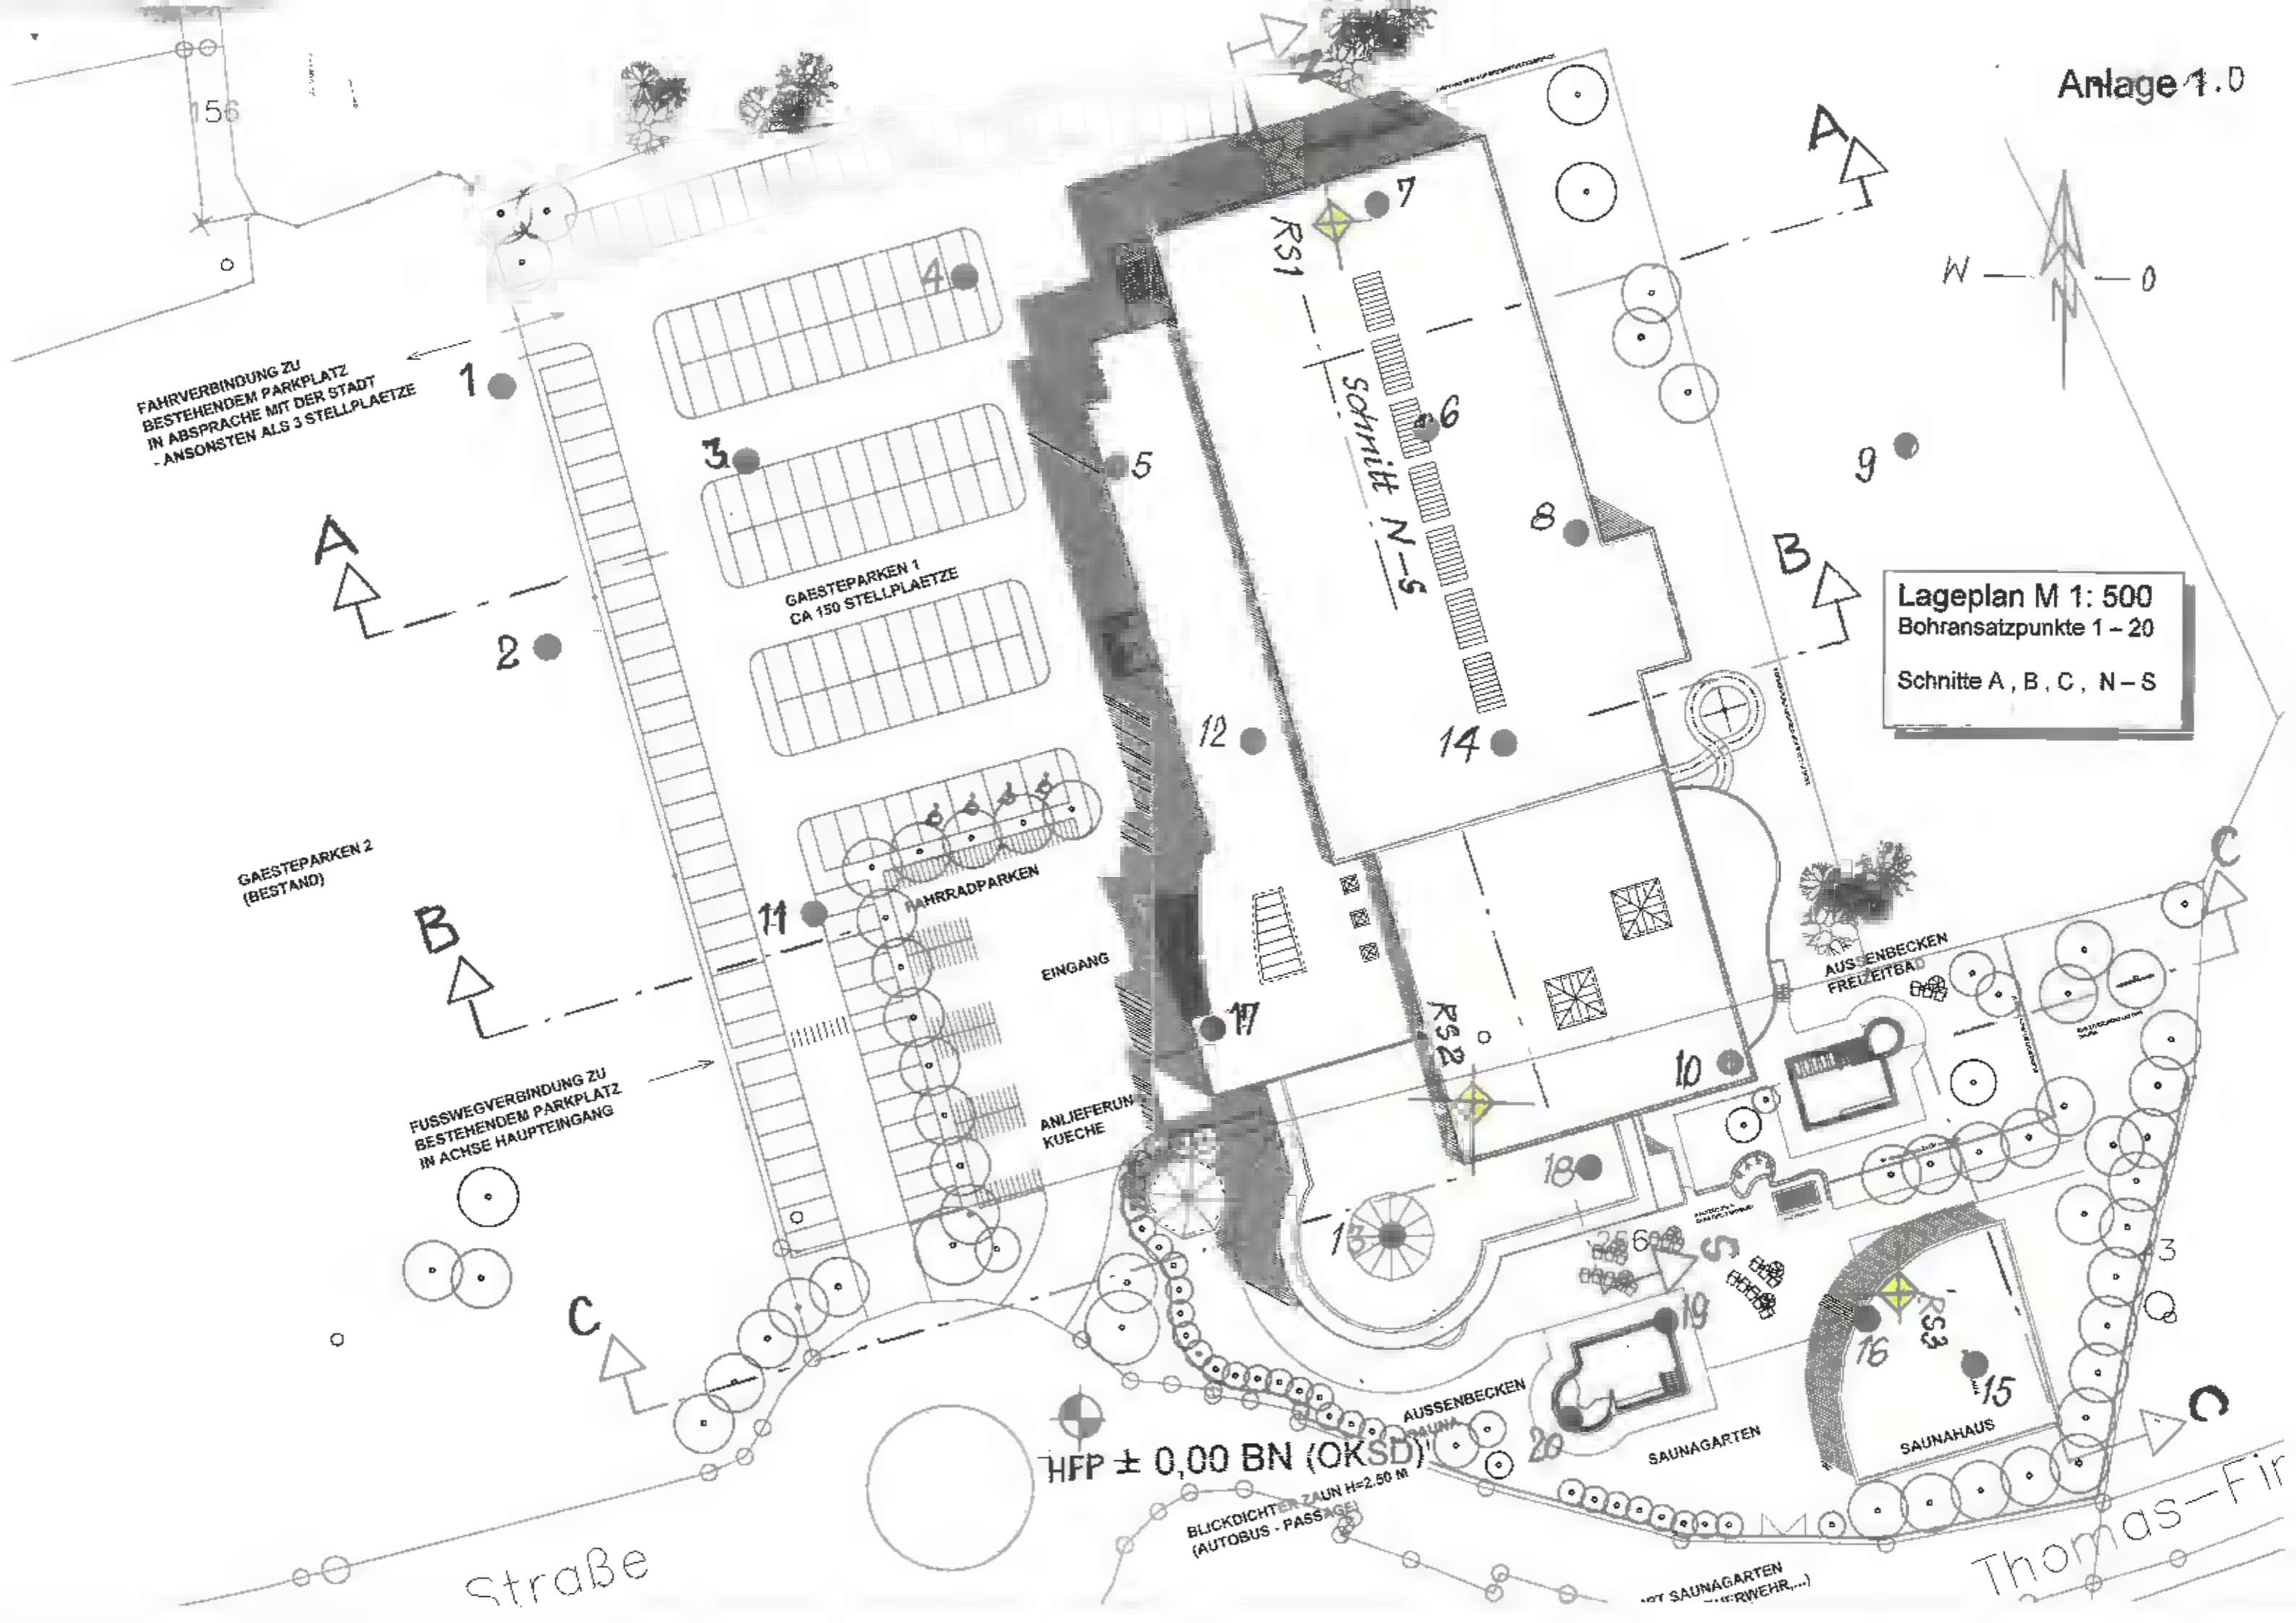 Anlage 1.0
156
A
7
RS1
4
W
O
N
FAHRVERBINDUNG ZU
BESTEHENDEM PARKPLATZ
IN ABSPRACHE MIT DER STADT
- ANSONSTEN ALS 3 STELLPLAETZE
1
3
5
6
Schnitt N-S
9
8
A
2
GAESTEPARKEN 1
CA 150 STELLPLAETZE
B
Lageplan M 1: 500
Bohransatzpunkte 1 – 20
Schnitte A , B , C , N – S
12
14
GAESTEPARKEN 2
(BESTAND)
C
B
11
FAHRRADPARKEN
EINGANG
AUSSENBECKEN
FREIZEITBAD
17
RS2
10
FUSSWEGVERBINDUNG ZU
BESTEHENDEM PARKPLATZ
IN ACHSE HAUPTEINGANG
ANLIEFERUN
KUECHE
18
13
256
S
3
C
19
16
RS3
15
AUSSENBECKEN
SAUNA
20
SAUNAGARTEN
SAUNAHAUS
C
HFP ± 0,00 BN (OKSD)
BLICKDICHTER ZAUN H=2.50 M
(AUTOBUS - PASSAGE)
Straße
Thomas-Fir
SAUNAGARTEN